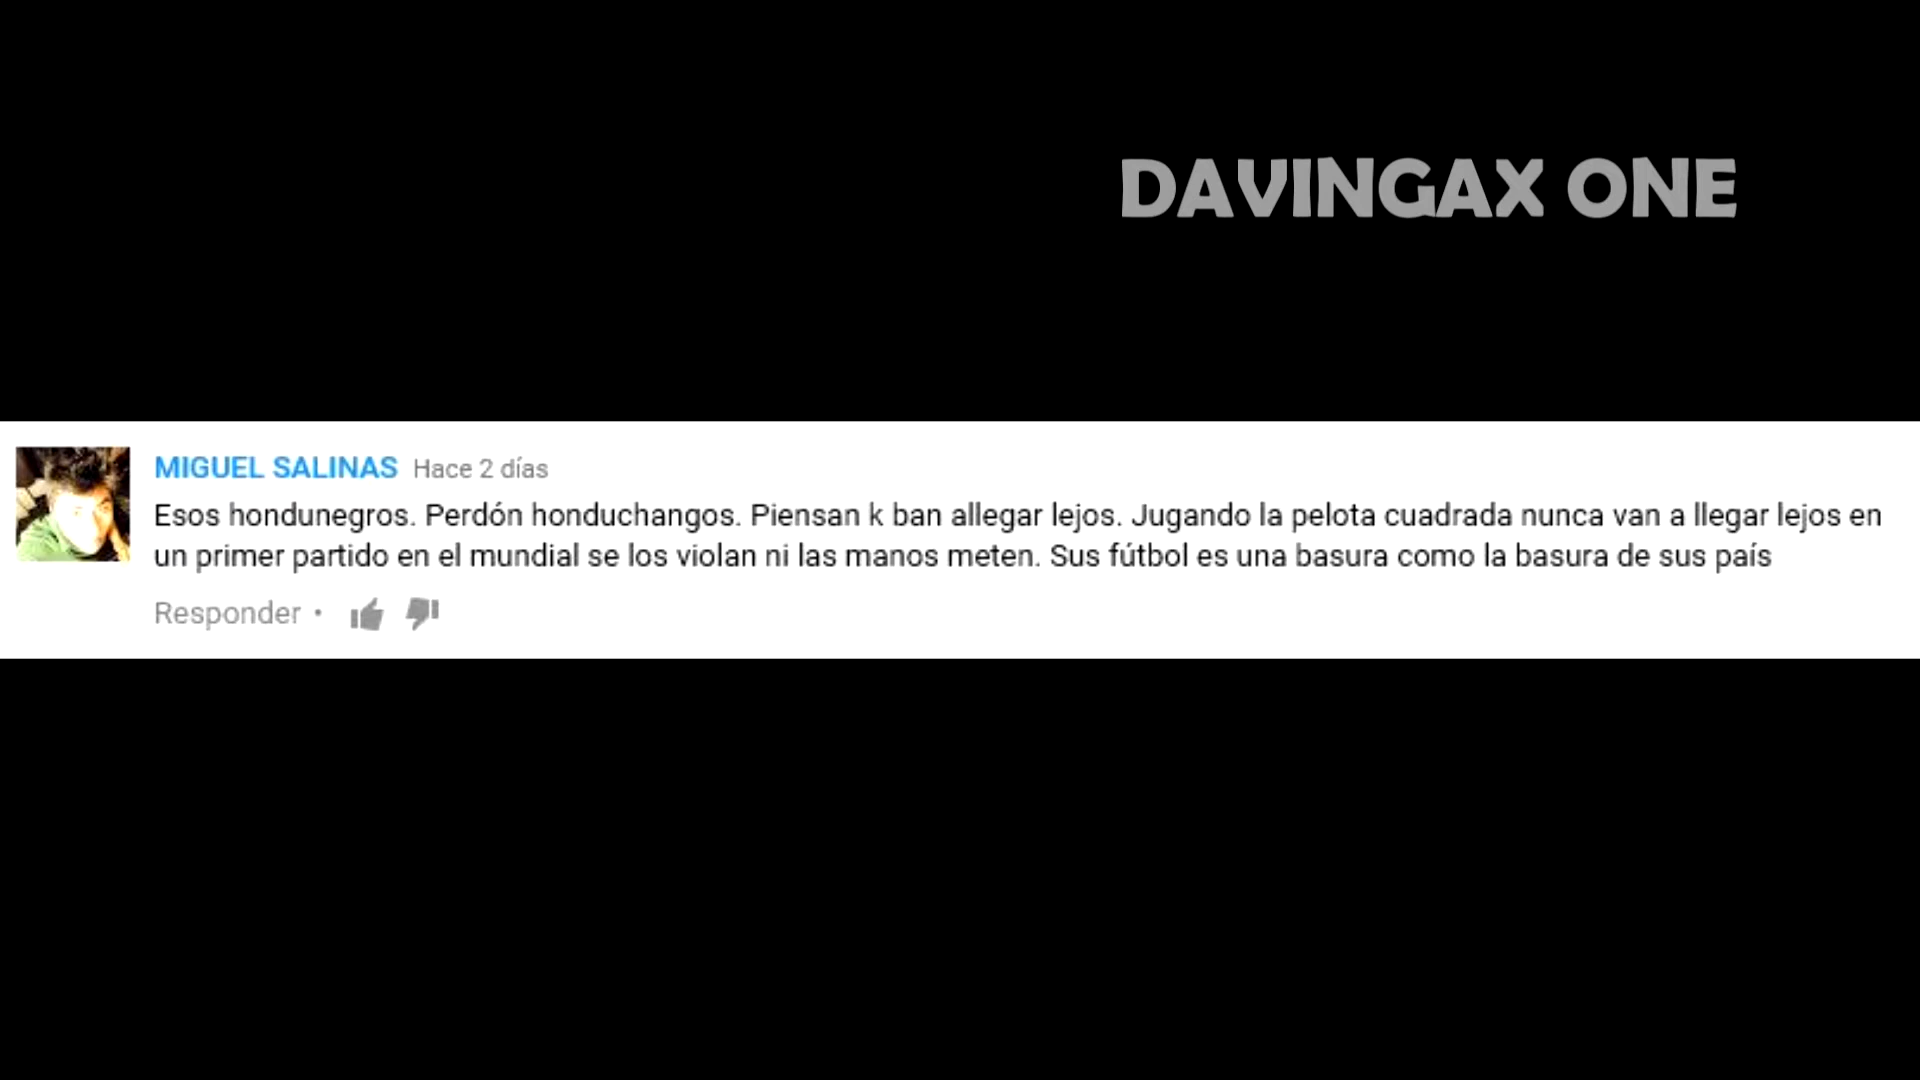 DAVINGAX ONE
MIGUEL SALINAS Hace 2 días
Esos hondunegros. Perdón honduchangos. Piensan k ban allegar lejos. Jugando la pelota cuadrada nunca van a llegar lejos en
un primer partido en el mundial se los violan ni las manos meten. Sus fútbol es una basura como la basura de sus país
Responder •